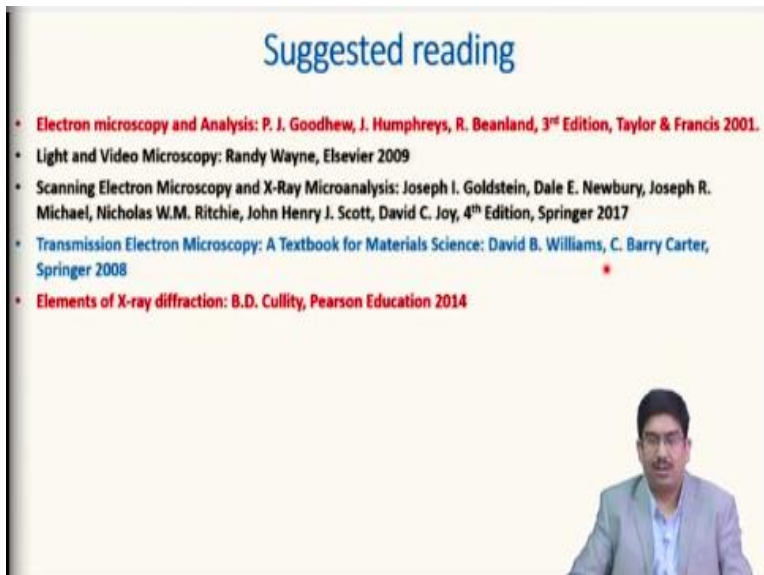 Suggested reading
• Electron microscopy and Analysis: P. J. Goodhew, J. Humphreys, R. Beanland, 3rd Edition, Taylor & Francis 2001.
• Light and Video Microscopy: Randy Wayne, Elsevier 2009
• Scanning Electron Microscopy and X-Ray Microanalysis: Joseph I. Goldstein, Dale E. Newbury, Joseph R.
Michael, Nicholas W.M. Ritchie, John Henry J. Scott, David C. Joy, 4th Edition, Springer 2017
• Transmission Electron Microscopy: A Textbook for Materials Science: David B. Williams, C. Barry Carter,
Springer 2008
• Elements of X-ray diffraction: B.D. Cullity, Pearson Education 2014